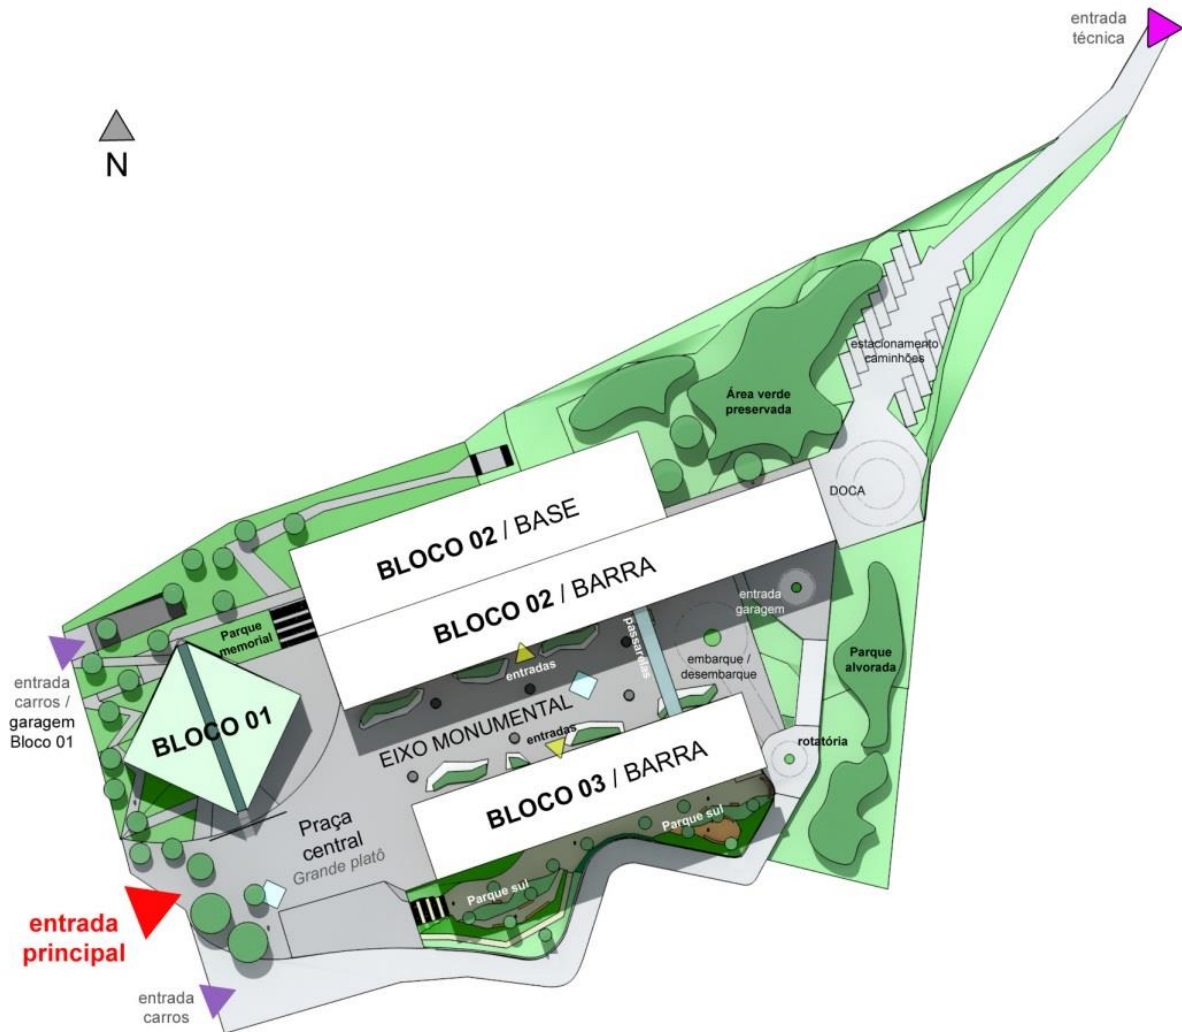 entrada
técnica
N
estacionamento
caminhões
Área verde
preservada
DOCA
BLOCO 02 / BASE
BLOCO 02 / BARRA
entrada
garagem
Parque
memorial
passarelas
embarque /
desembarque
Parque
alvorada
entrada
carros /
garagem
Bloco 01
BLOCO 01
entradas
EIXO MONUMENTAL
entradas
rotatória
BLOCO 03 / BARRA
Praça
central
Grande platô
Parque sul
Parque sul
entrada
principal
entrada
carros